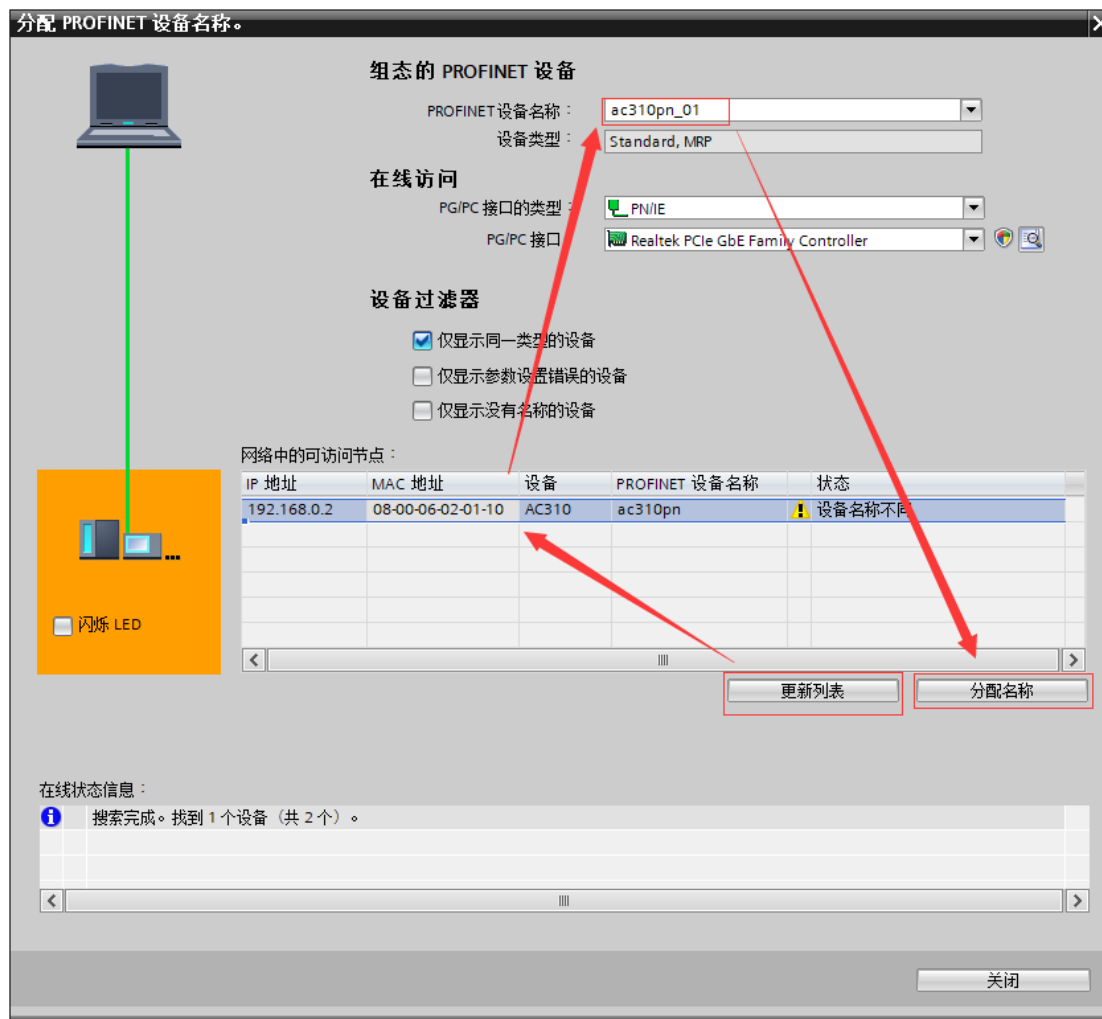 分配 PROFINET 设备名称。
组态的 PROFINET 设备
PROFINET设备名称： ac310pn_01
设备类型： Standard, MRP
在线访问
PG/PC 接口的类型： PN/IE
PG/PC 接口 Realtek PCIe GbE Family Controller
设备过滤器
仅显示同一类型的设备
仅显示参数设置错误的设备
仅显示没有名称的设备
网络中的可访问节点：
IP 地址 MAC 地址 设备 PROFINET 设备名称 状态
192.168.0.2 08-00-06-02-01-10 AC310 ac310pn 设备名称不同
闪烁 LED
更新列表 分配名称
在线状态信息：
搜索完成。找到 1 个设备（共 2 个）。
关闭